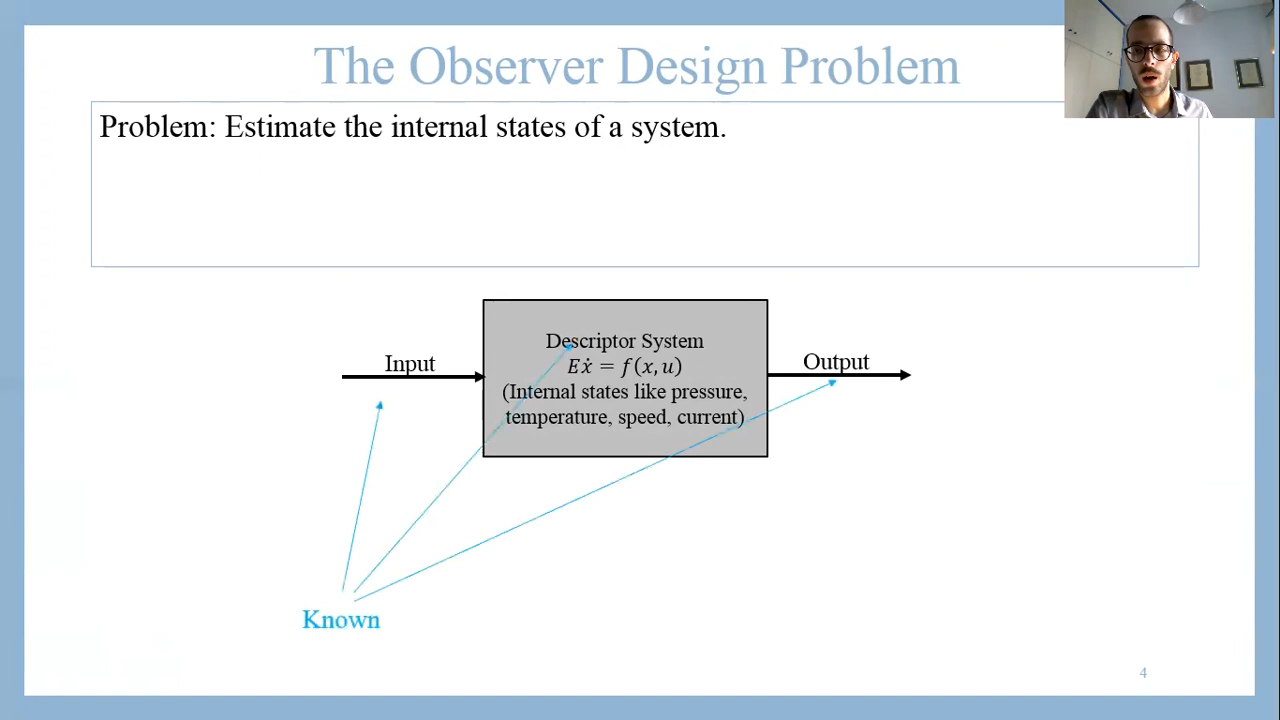 The Observer Design Problem
Problem: Estimate the internal states of a system.
Input
Descriptor System
Eẋ = f(x, u)
(Internal states like pressure,
temperature, speed, current)
Output
Known
4